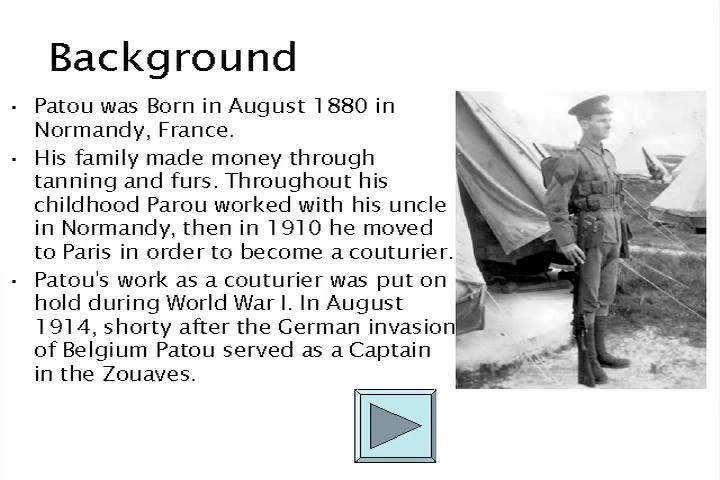 Background
• Patou was Born in August 1880 in
Normandy, France.
• His family made money through
tanning and furs. Throughout his
childhood Parou worked with his uncle
in Normandy, then in 1910 he moved
to Paris in order to become a couturier.
• Patou's work as a couturier was put on
hold during World War I. In August
1914, shorty after the German invasion
of Belgium Patou served as a Captain
in the Zouaves.